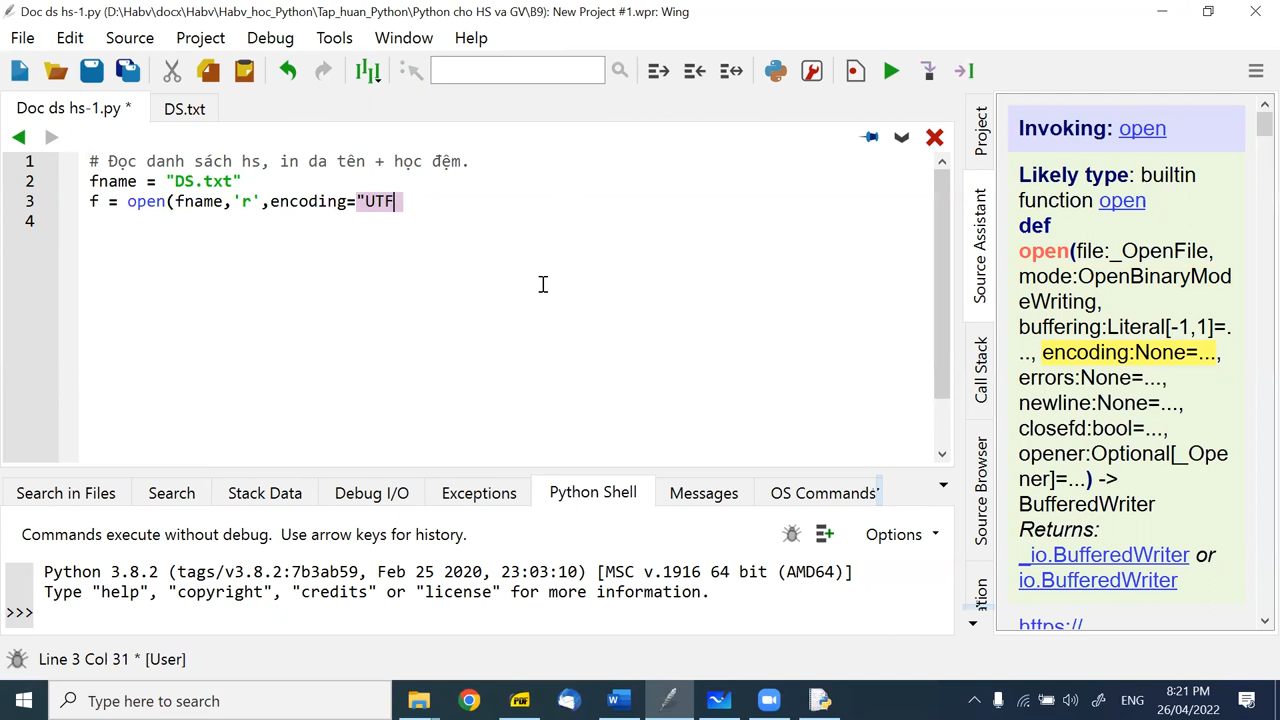 Doc ds hs-1.py (D:\Habv\docx\Habv\Habv_hoc_Python\Tap_huan_Python\Python cho HS va GV\B9): New Project #1.wpr: Wing
File Edit Source Project Debug Tools Window Help
Doc ds hs-1.py * DS.txt
1 # Đọc danh sách hs, in da tên + học đệm.
2 fname = "DS.txt"
3 f = open(fname,'r',encoding="UTF
4
Project
Source Assistant
Call Stack
Source Browser
ation
Invoking: open
Likely type: builtin
function open
def
open(file:_OpenFile,
mode:OpenBinaryMod
eWriting,
buffering:Literal[-1,1]=.
.., encoding:None=...,
errors:None=...,
newline:None=...,
closefd:bool=...,
opener:Optional[_Ope
ner]=...) ->
BufferedWriter
Returns:
_io.BufferedWriter or
io.BufferedWriter
https://
Search in Files Search Stack Data Debug I/O Exceptions Python Shell Messages OS Commands
Commands execute without debug. Use arrow keys for history. Options
Python 3.8.2 (tags/v3.8.2:7b3ab59, Feb 25 2020, 23:03:10) [MSC v.1916 64 bit (AMD64)]
Type "help", "copyright", "credits" or "license" for more information.
>>>
Line 3 Col 31 * [User]
Type here to search
PDF
ENG
8:21 PM
26/04/2022